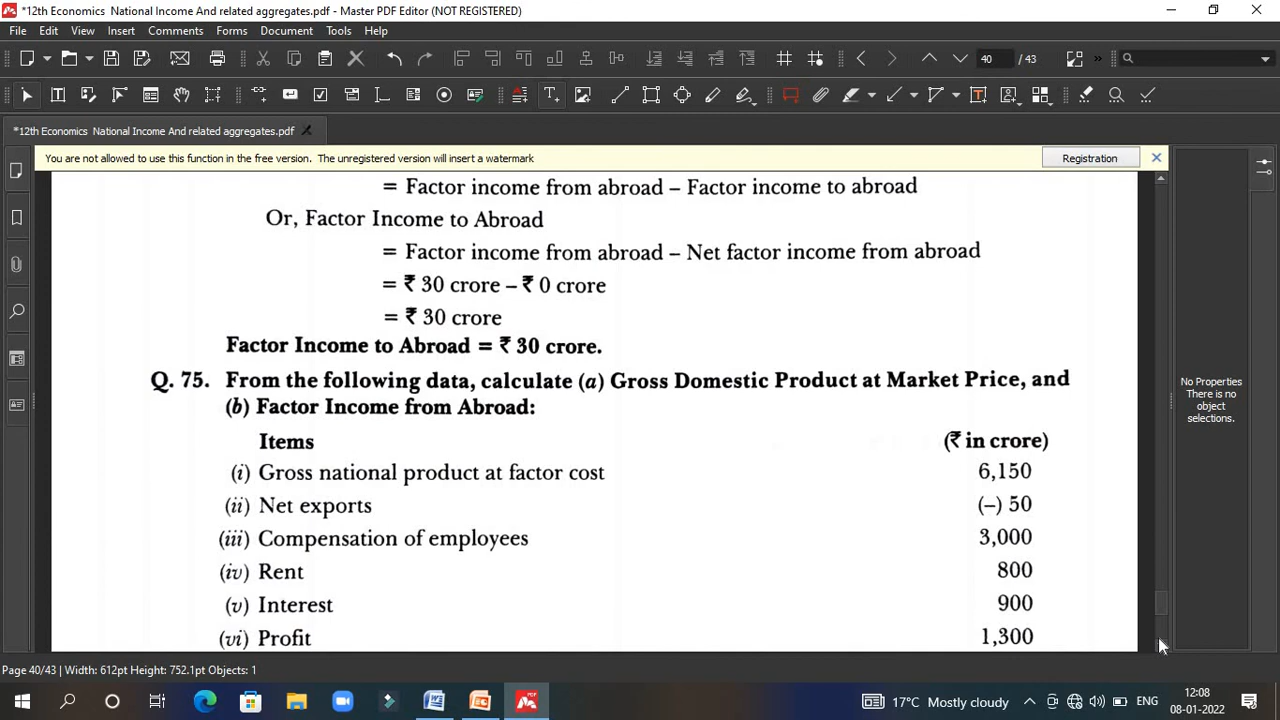 *12th Economics  National Income And related aggregates.pdf - Master PDF Editor (NOT REGISTERED)
File Edit View Insert Comments Forms Document Tools Help
40 / 43
*12th Economics  National Income And related aggregates.pdf
You are not allowed to use this function in the free version.  The unregistered version will insert a watermark
Registration
= Factor income from abroad – Factor income to abroad
Or, Factor Income to Abroad
= Factor income from abroad – Net factor income from abroad
= ₹ 30 crore – ₹ 0 crore
= ₹ 30 crore
Factor Income to Abroad = ₹ 30 crore.
Q. 75. From the following data, calculate (a) Gross Domestic Product at Market Price, and
(b) Factor Income from Abroad:
Items (₹ in crore)
(i) Gross national product at factor cost 6,150
(ii) Net exports (–) 50
(iii) Compensation of employees 3,000
(iv) Rent 800
(v) Interest 900
(vi) Profit 1,300
No Properties
There is no
object
selections.
Page 40/43 | Width: 612pt Height: 752.1pt Objects: 1
17°C Mostly cloudy
ENG
12:08
08-01-2022